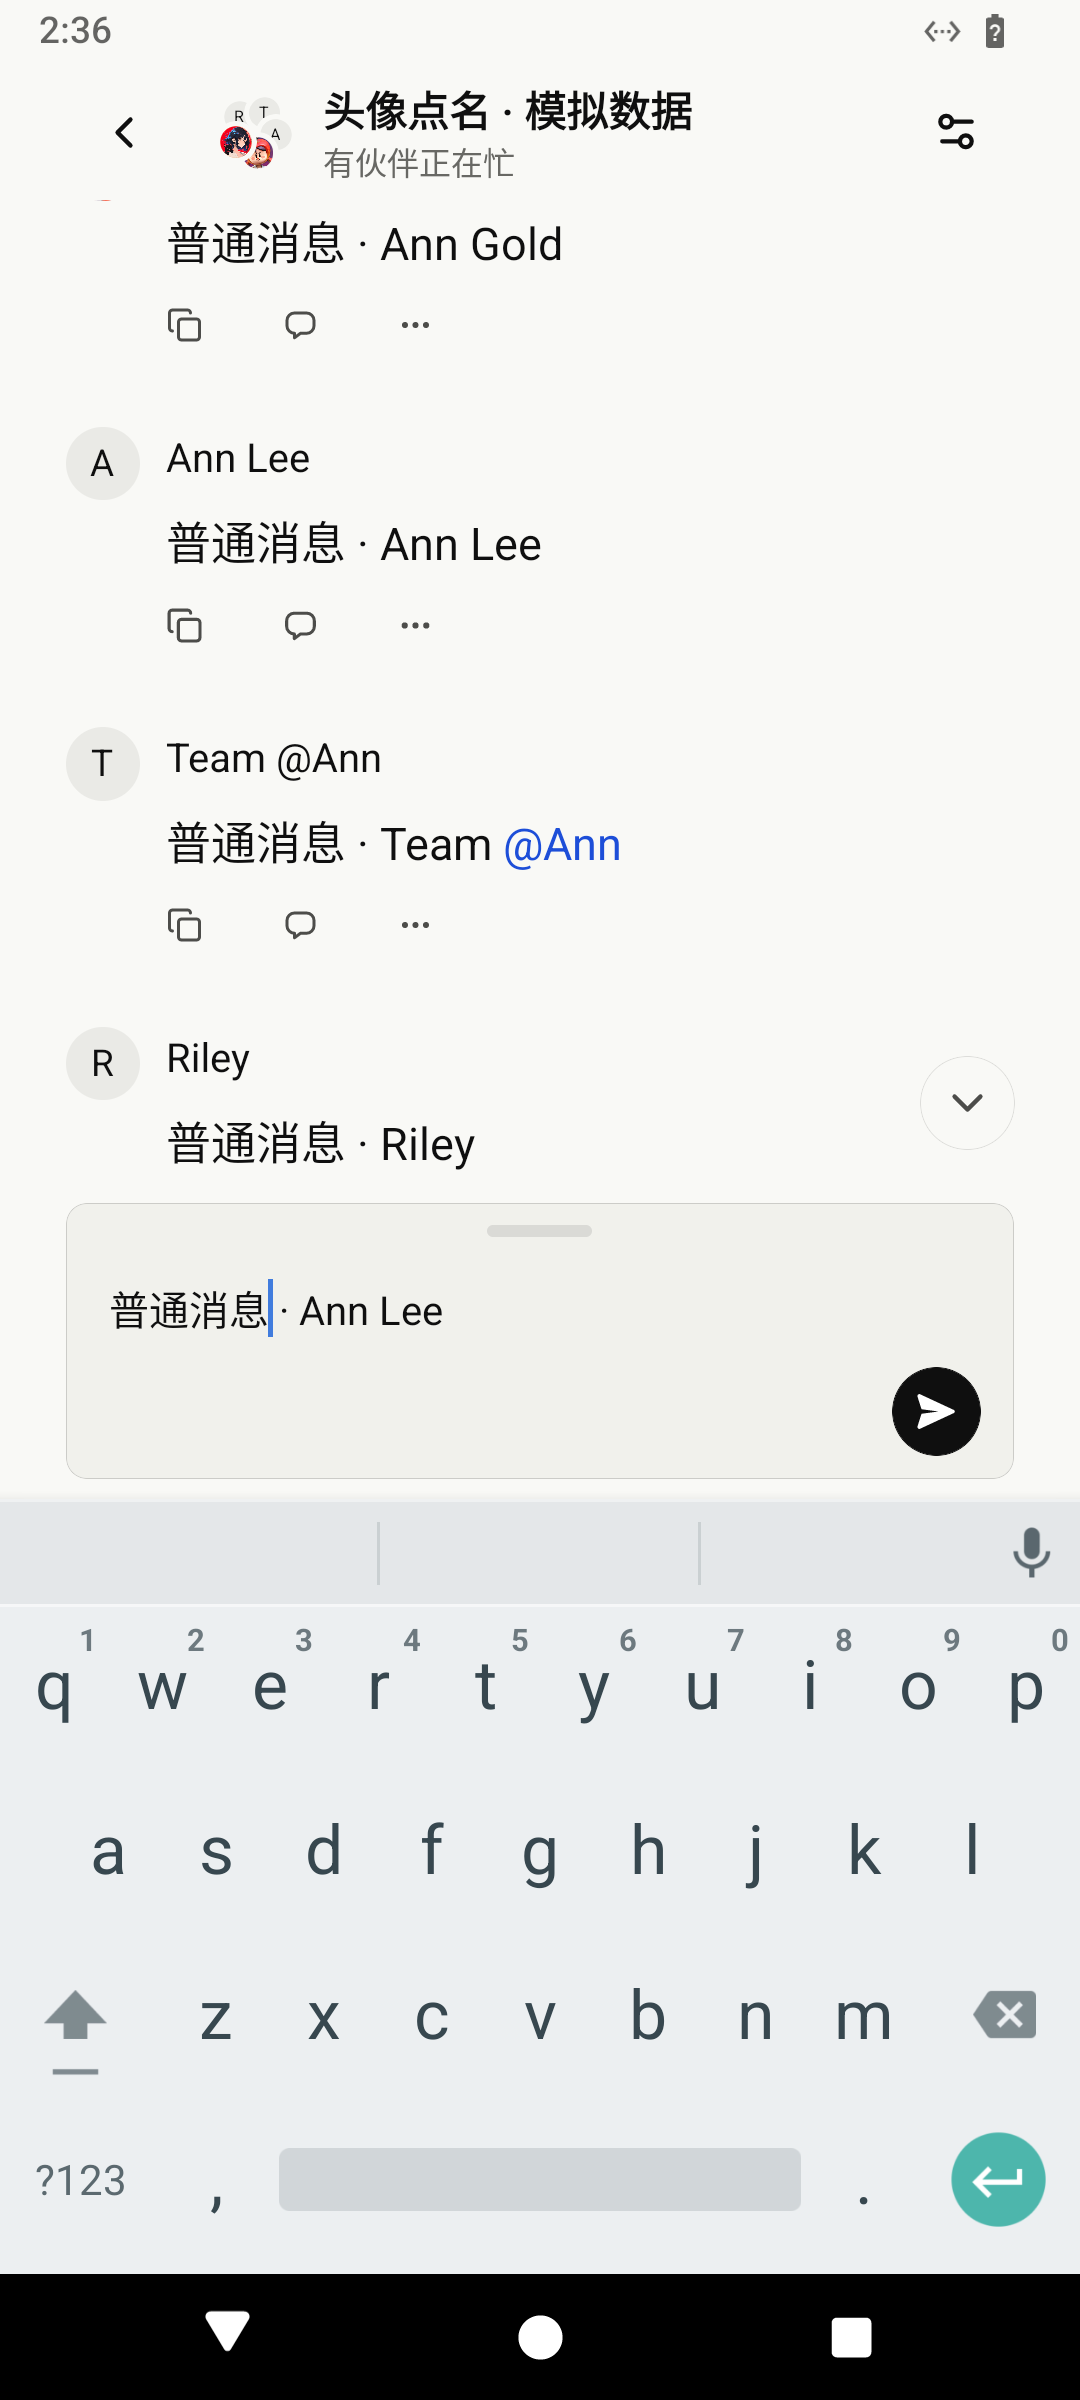 2:36
R T A
头像点名 · 模拟数据
有伙伴正在忙
普通消息 · Ann Gold
A Ann Lee
普通消息 · Ann Lee
T Team @Ann
普通消息 · Team @Ann
R Riley
普通消息 · Riley
普通消息 · Ann Lee
1 2 3 4 5 6 7 8 9 0
q w e r t y u i o p
a s d f g h j k l
z x c v b n m
?123 , .